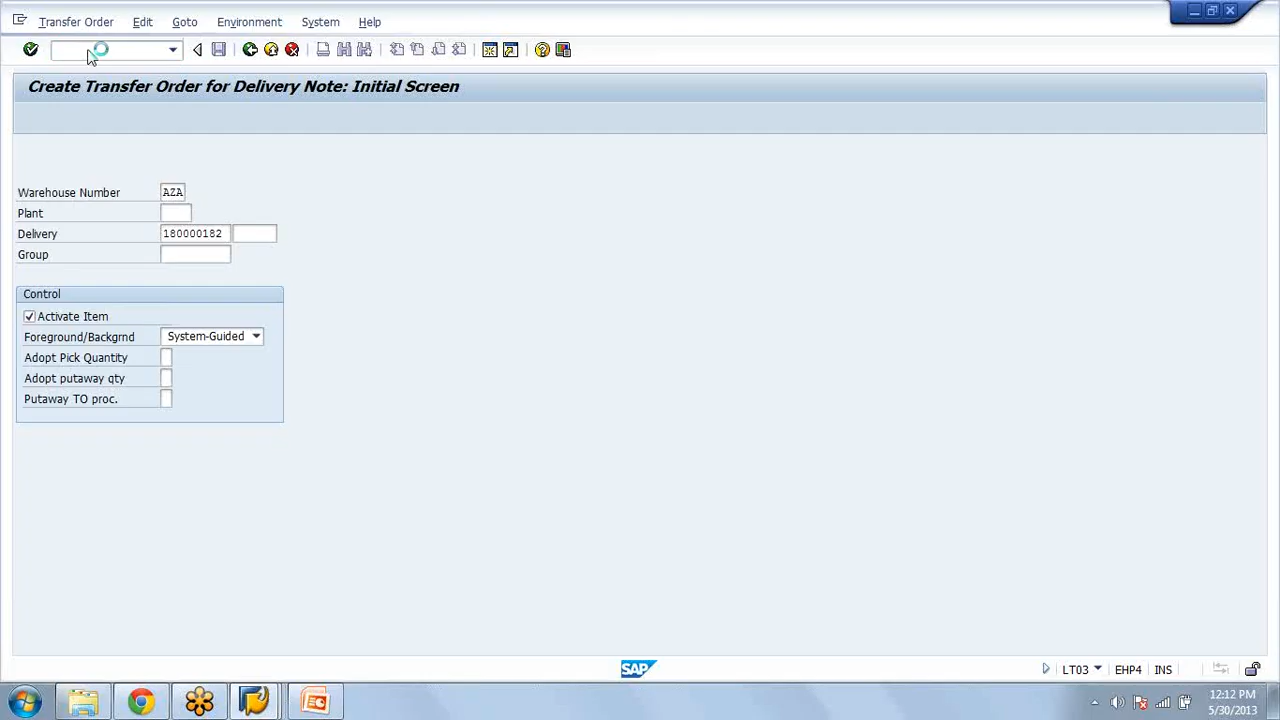 Transfer Order Edit Goto Environment System Help
Create Transfer Order for Delivery Note: Initial Screen
Warehouse Number AZA
Plant
Delivery 180000182
Group
Control
Activate Item
Foreground/Backgrnd System-Guided
Adopt Pick Quantity
Adopt putaway qty
Putaway TO proc.
SAP
LT03 EHP4 INS
12:12 PM
5/30/2013